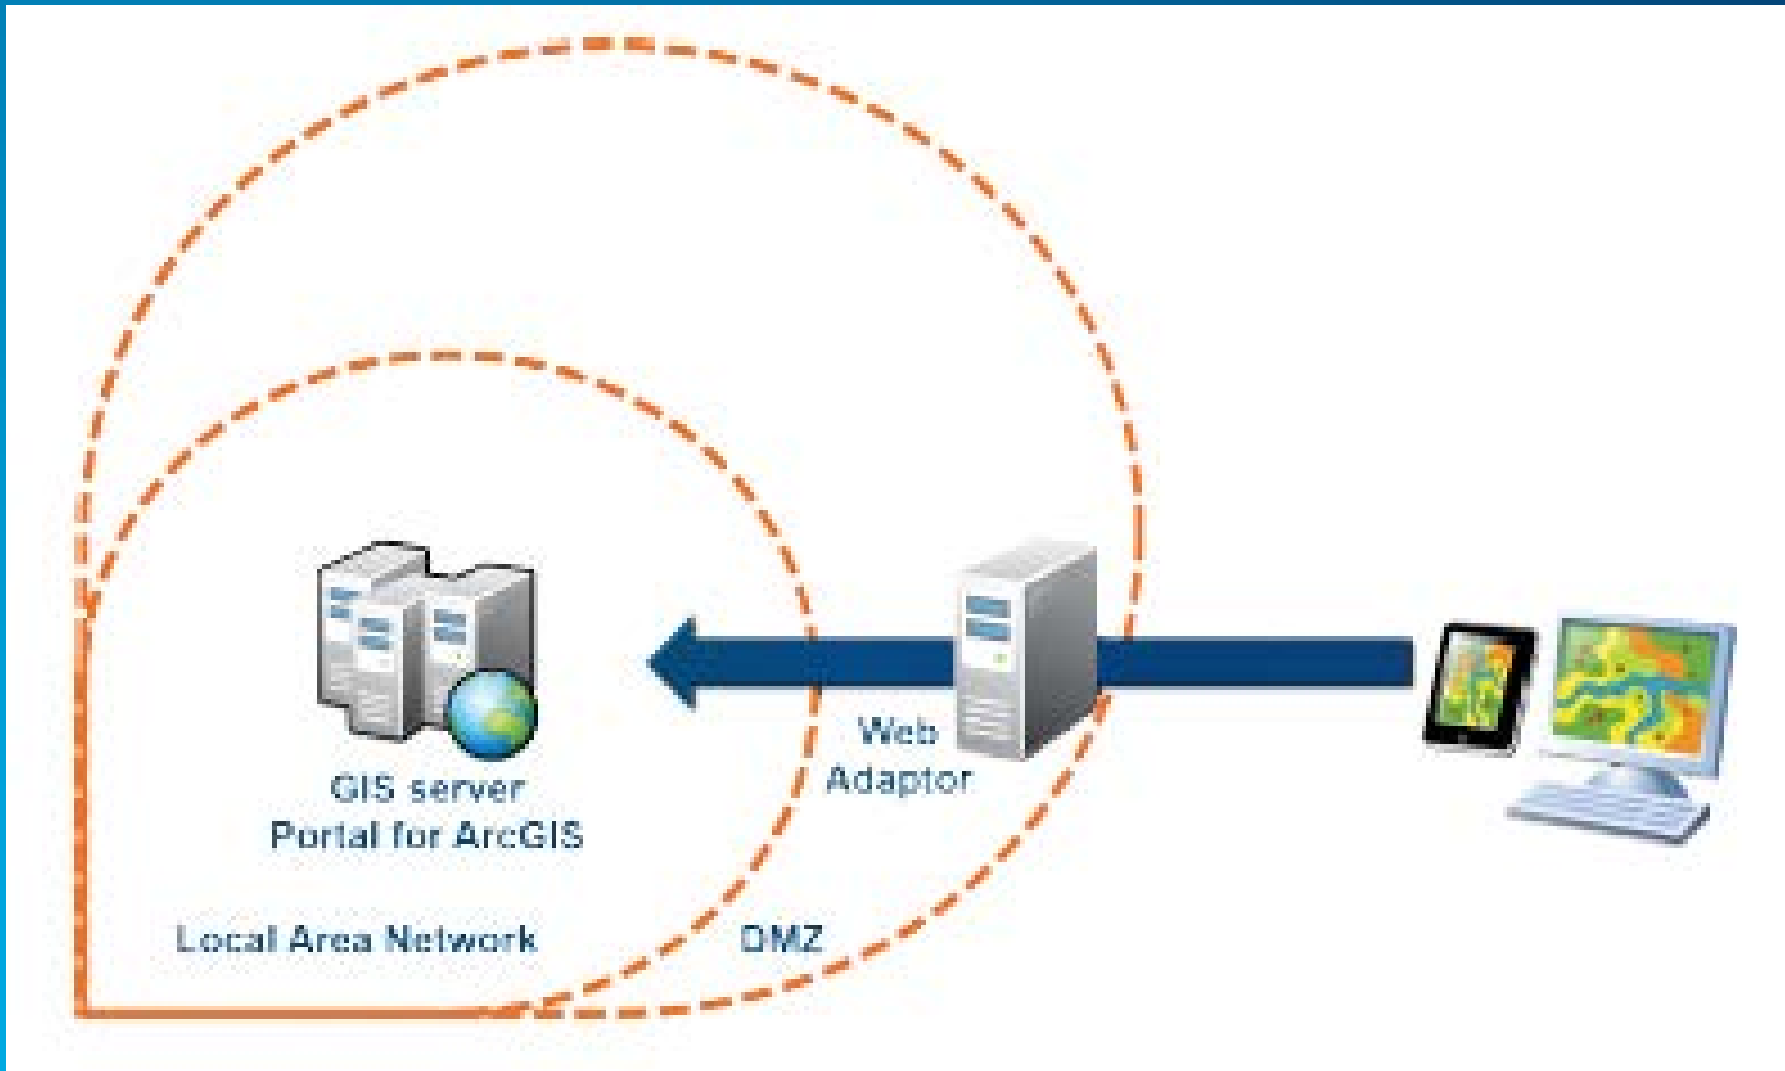 GIS server
Portal for ArcGIS
Local Area Network
Web
Adaptor
DMZ